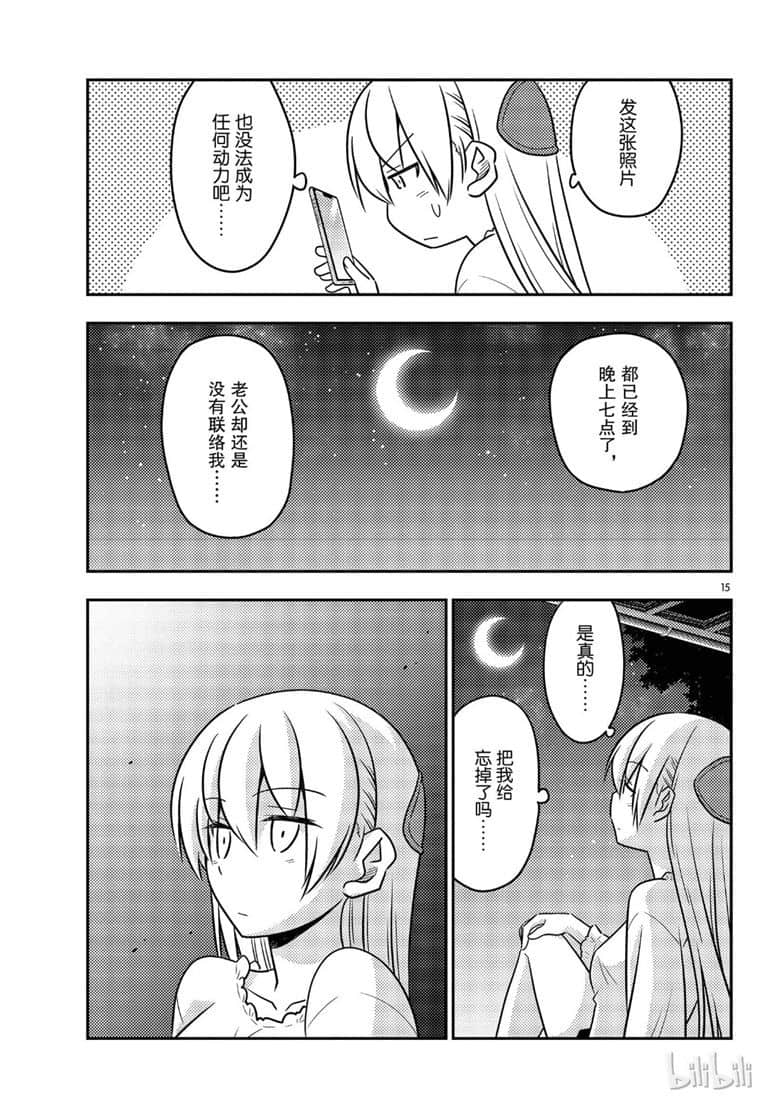 发这张照片
也没法成为
任何动力吧……
都已经到
晚上七点了，
老公却还是
没有联络我……
15
是真的……
把我给
忘掉了吗……
bilibili